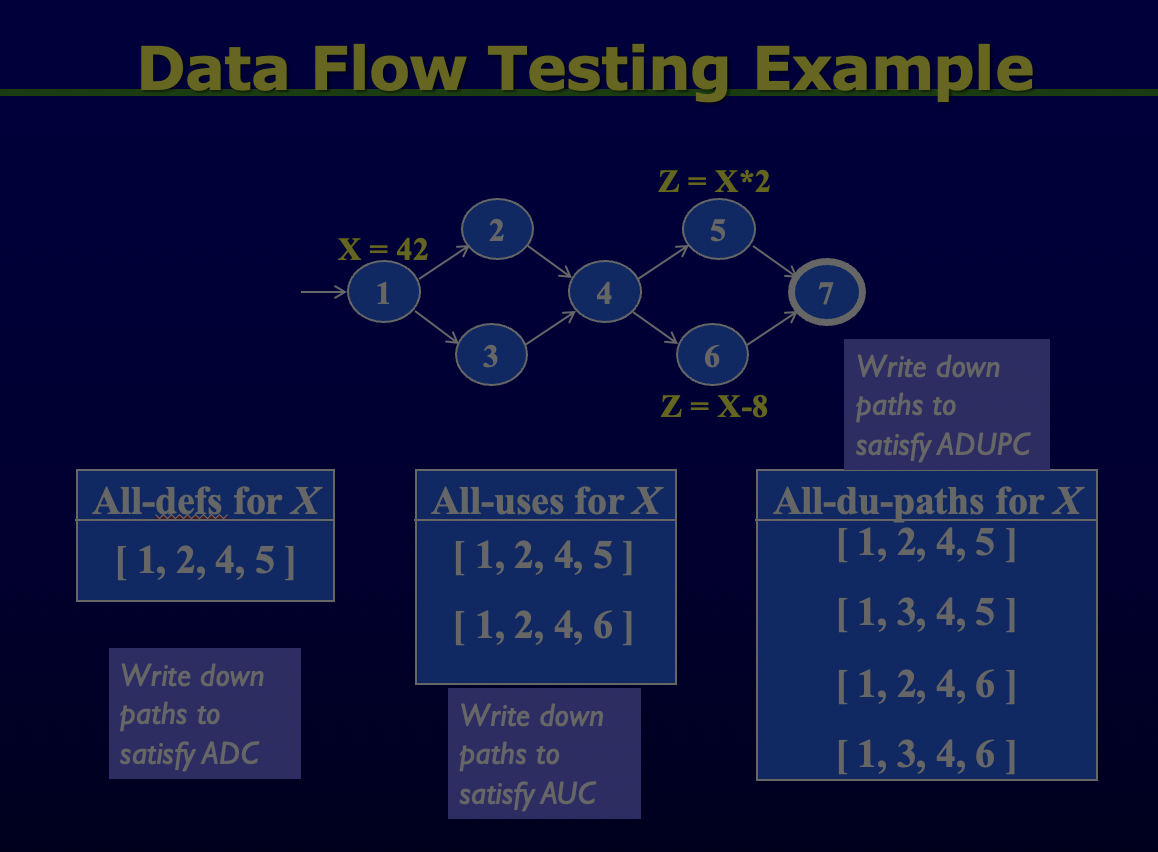 Data Flow Testing Example
Z = X*2
X = 42
2
5
1
4
7
3
6
Z = X-8
Write down
paths to
satisfy ADUPC
All-defs for X
[ 1, 2, 4, 5 ]
Write down
paths to
satisfy ADC
All-uses for X
[ 1, 2, 4, 5 ]
[ 1, 2, 4, 6 ]
Write down
paths to
satisfy AUC
All-du-paths for X
[ 1, 2, 4, 5 ]
[ 1, 3, 4, 5 ]
[ 1, 2, 4, 6 ]
[ 1, 3, 4, 6 ]